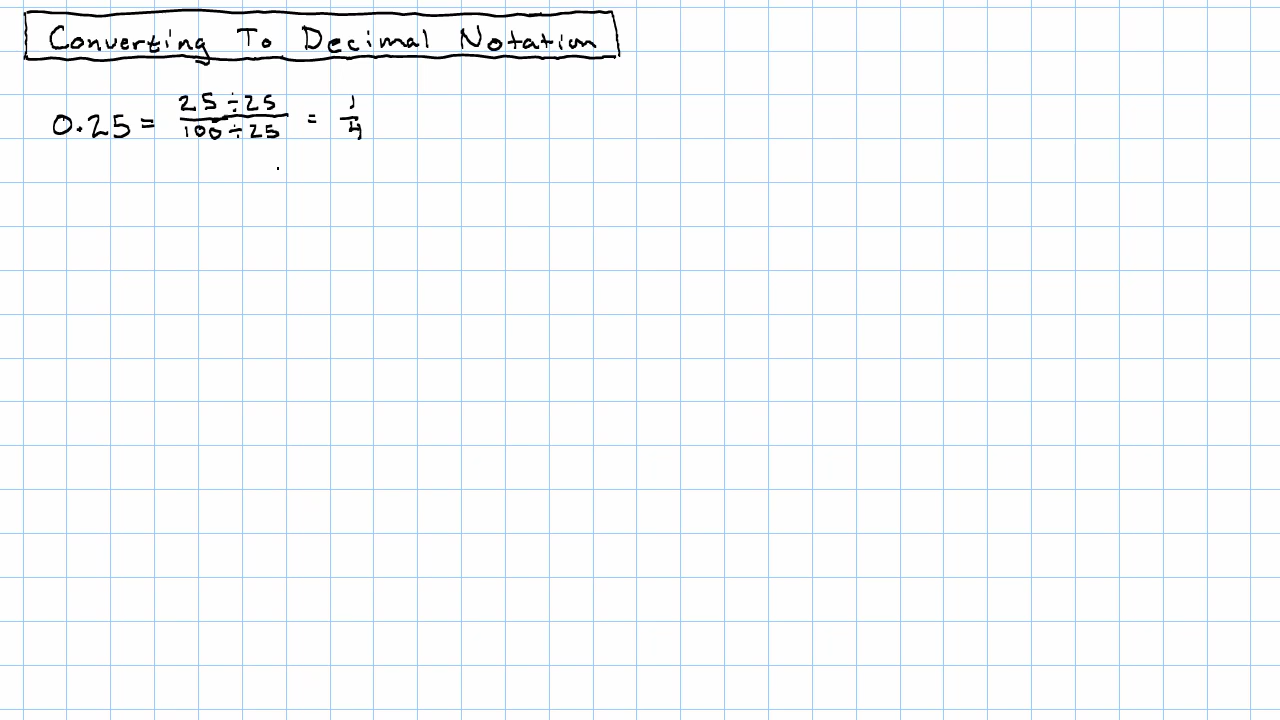 Converting To Decimal Notation
0.25 = 25÷25/100÷25 = 1/4